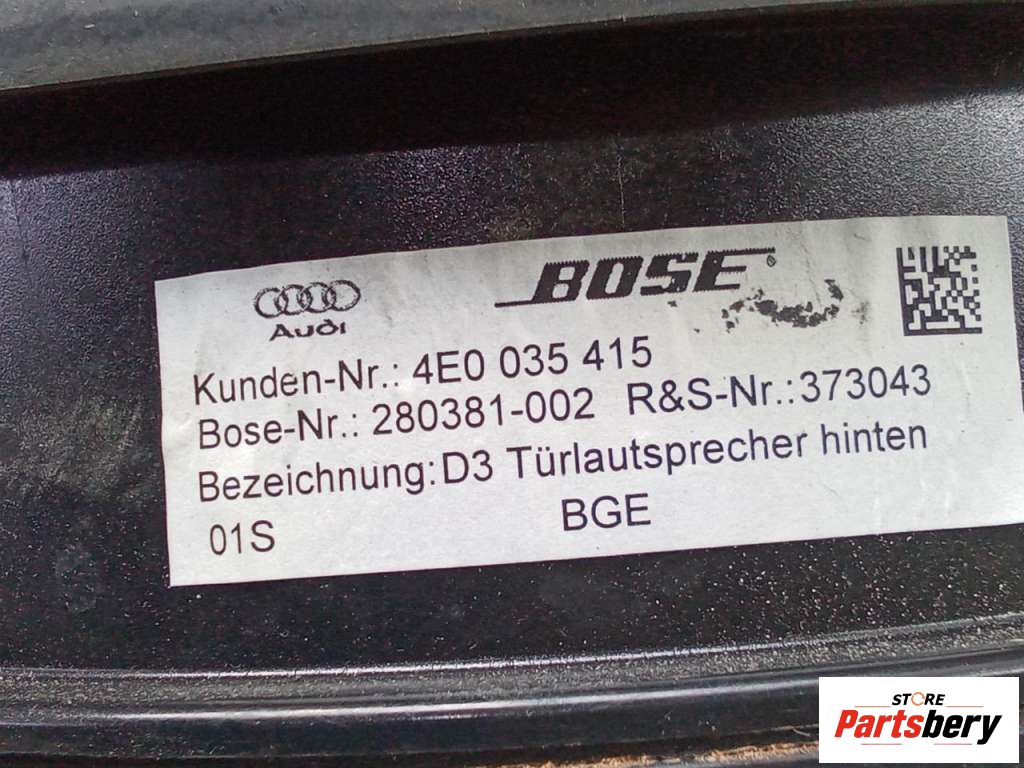 BOSE®
Audi
Kunden-Nr.: 4E0 035 415
Bose-Nr.: 280381-002 R&S-Nr.:373043
Bezeichnung: D3 Türlautsprecher hinten
01S BGE
STORE
Partsbery